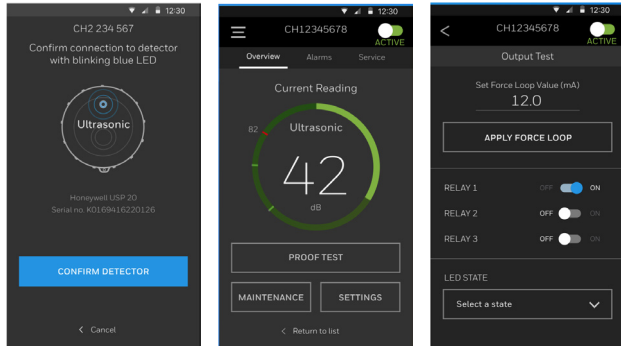 12:30
CH2 234 567
Confirm connection to detector
with blinking blue LED
Ultrasonic
Honeywell USP 20
Serial no. K0169416220126
CONFIRM DETECTOR
< Cancel
12:30
CH12345678
ACTIVE
Overview Alarms Service
Current Reading
82
Ultrasonic
42
dB
PROOF TEST
MAINTENANCE SETTINGS
< Return to list
12:30
< CH12345678
ACTIVE
Output Test
Set Force Loop Value (mA)
12.0
APPLY FORCE LOOP
RELAY 1 OFF ON
RELAY 2 OFF ON
RELAY 3 OFF ON
LED STATE
Select a state